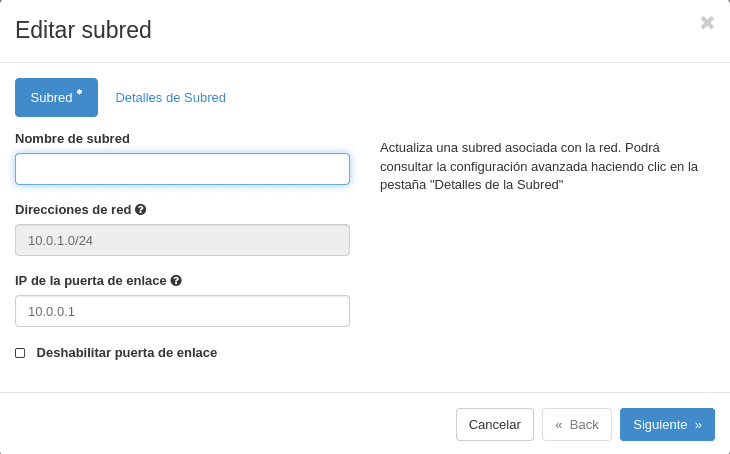 Editar subred
✖
Subred *
Detalles de Subred
Nombre de subred
Actualiza una subred asociada con la red. Podrá
consultar la configuración avanzada haciendo clic en la
pestaña "Detalles de la Subred"
Direcciones de red ?
10.0.1.0/24
IP de la puerta de enlace ?
10.0.0.1
Deshabilitar puerta de enlace
Cancelar
« Back
Siguiente »